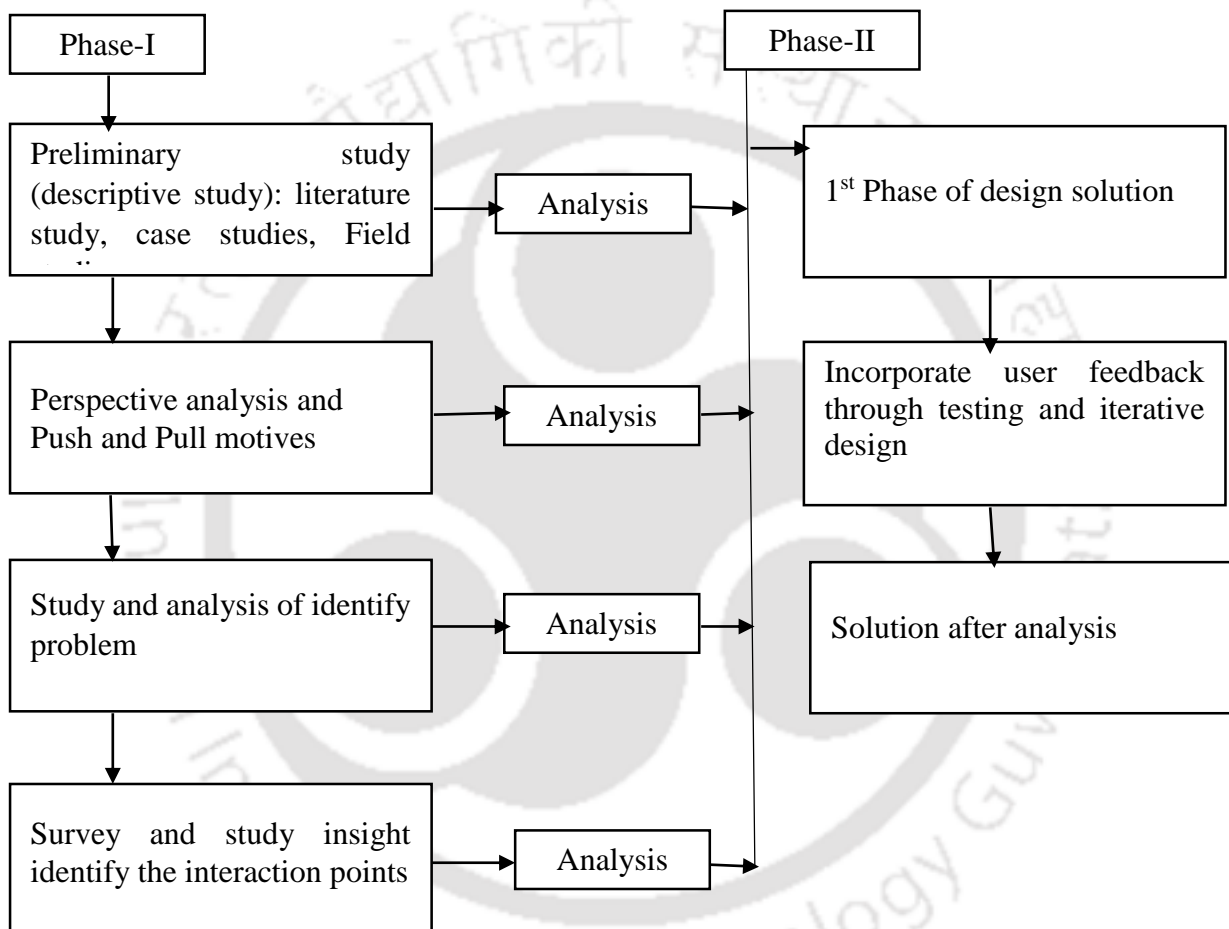 Phase-I
Preliminary study
(descriptive study): literature
study, case studies, Field
Analysis
Perspective analysis and
Push and Pull motives
Analysis
Study and analysis of identify
problem
Analysis
Survey and study insight
identify the interaction points
Analysis
Phase-II
1st Phase of design solution
Incorporate user feedback
through testing and iterative
design
Solution after analysis